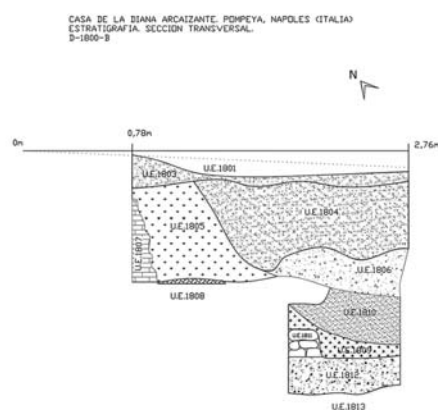 CASA DE LA DIANA ARCAIZANTE. POMPEYA, NAPOLES (ITALIA)
ESTRATIGRAFIA. SECCION TRANSVERSAL.
D-1800-B
N
0m
0,78m
2,76m
U.E.1801
U.E.1803
U.E.1804
U.E.1805
U.E.1807
U.E.1806
U.E.1808
U.E.1810
U.E.1809
U.E.1812
U.E.1813